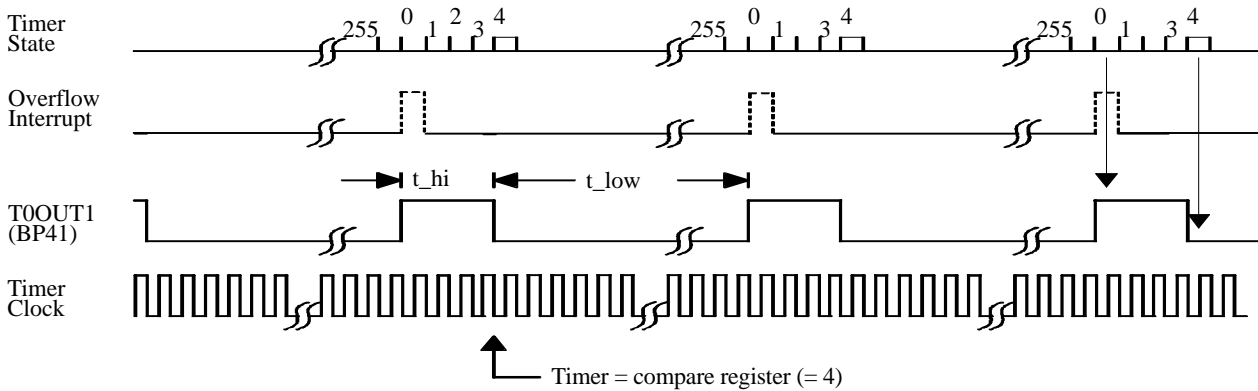 Timer
State
255 0 1 2 3 4
255 0 1 3 4
255 0 1 3 4
Overflow
Interrupt
t_hi
t_low
T0OUT1
(BP41)
Timer
Clock
Timer = compare register (= 4)